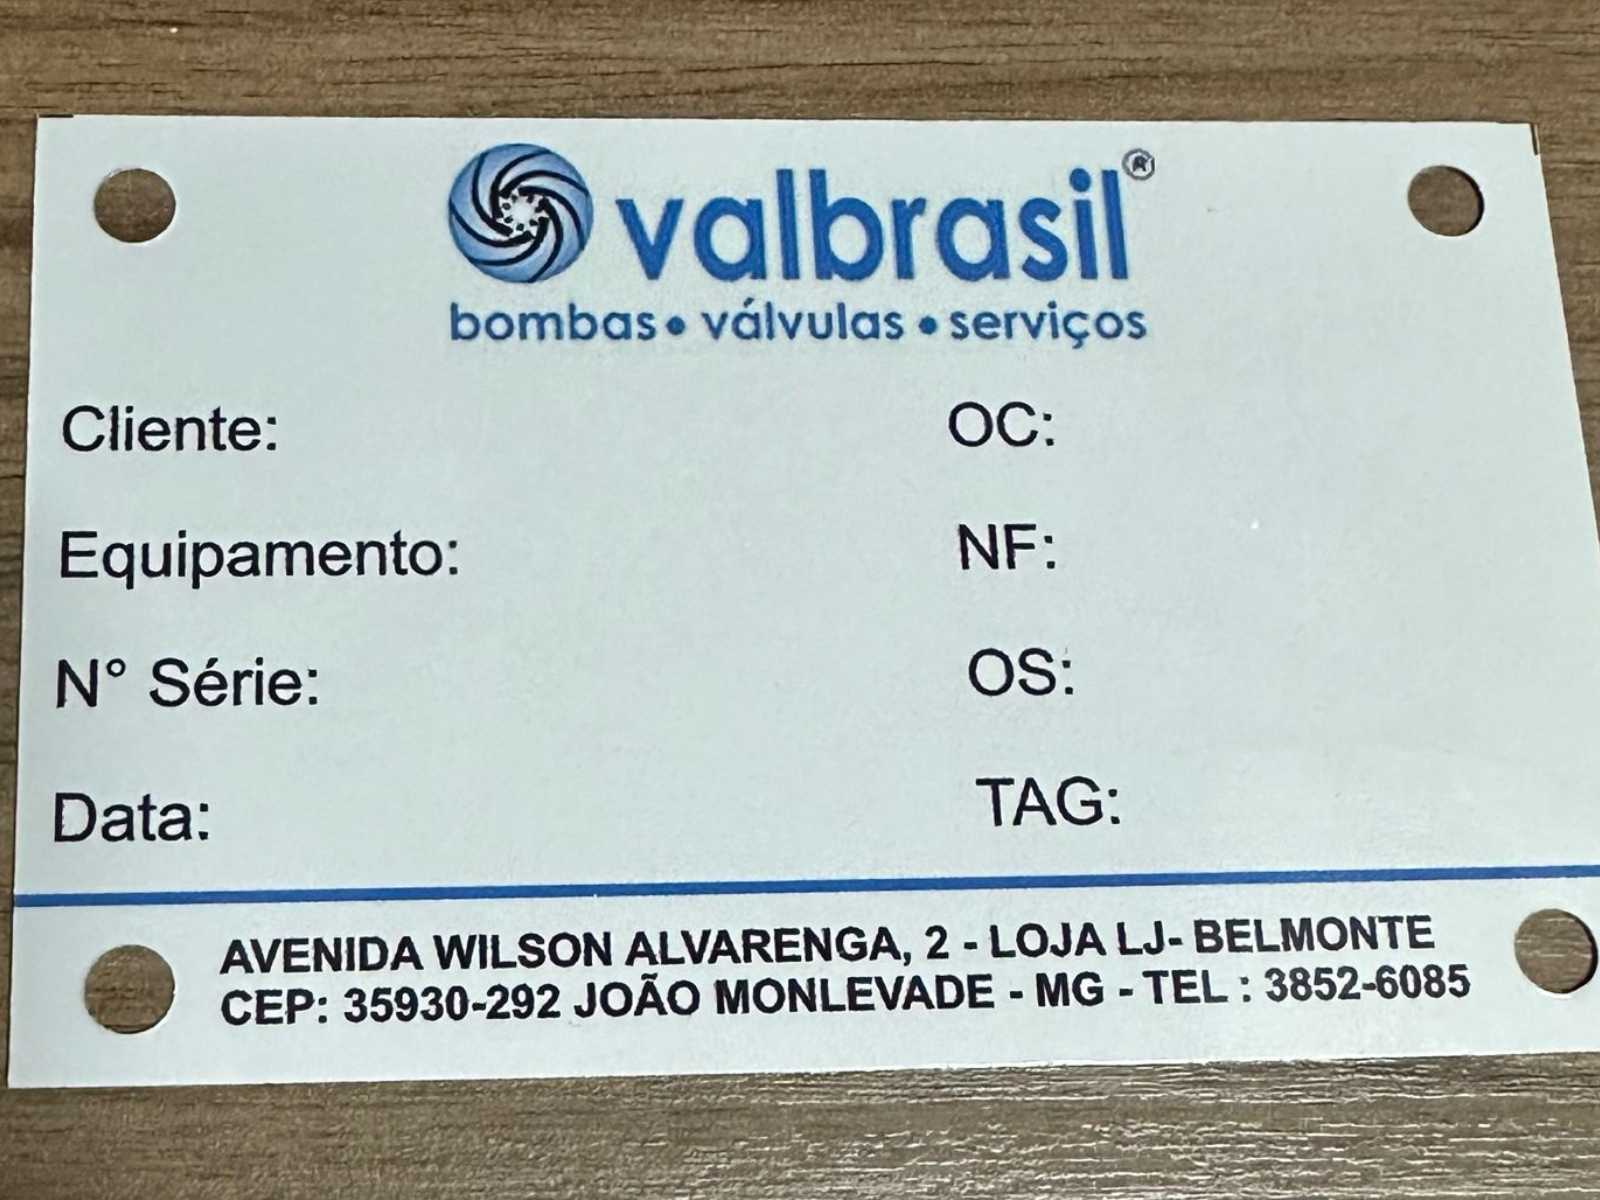 valbrasil®
bombas • válvulas • serviços
Cliente: OC:
Equipamento: NF:
N° Série: OS:
Data: TAG:
AVENIDA WILSON ALVARENGA, 2 - LOJA LJ- BELMONTE
CEP: 35930-292 JOÃO MONLEVADE - MG - TEL : 3852-6085